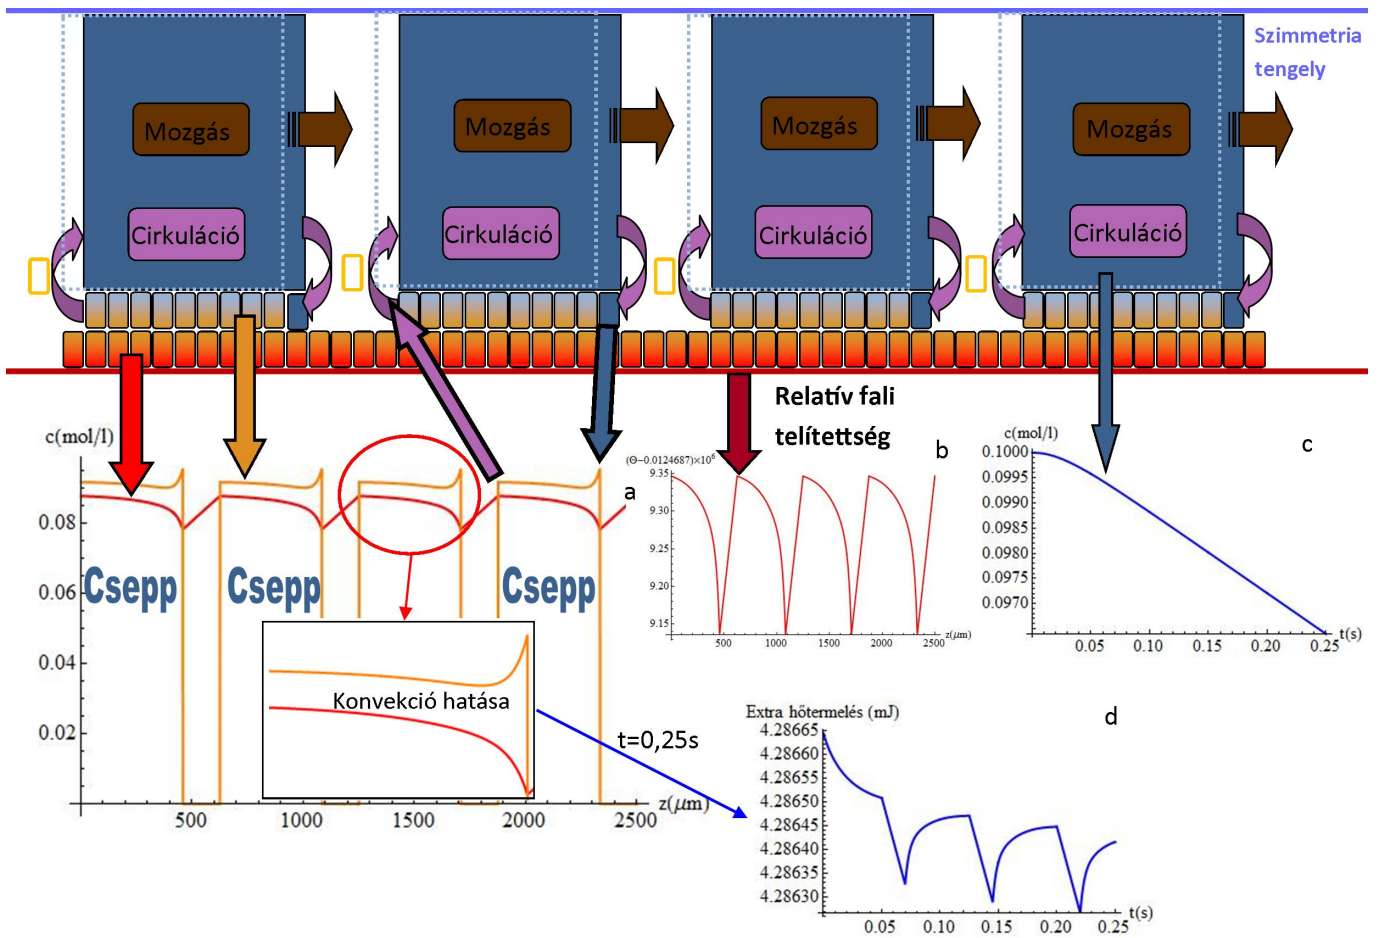 Szimmetria
tengely
Mozgás
Mozgás
Mozgás
Mozgás
Cirkuláció
Cirkuláció
Cirkuláció
Cirkuláció
Relatív fali
telítettség
c(mol/l)
a
0.08
0.06
0.04
0.02
500
1000
1500
2000
2500
z(μm)
Csepp
Csepp
Csepp
Konvekció hatása
t=0,25s
b
(Θ−0.0124687)×10⁶
9.35
9.30
9.25
9.20
9.15
500
1000
1500
2000
2500
z(μm)
c
c(mol/l)
0.1000
0.0995
0.0990
0.0985
0.0980
0.0975
0.0970
0.05
0.10
0.15
0.20
0.25
t(s)
d
Extra hőtermelés (mJ)
4.28665
4.28660
4.28655
4.28650
4.28645
4.28640
4.28635
4.28630
0.05
0.10
0.15
0.20
0.25
t(s)